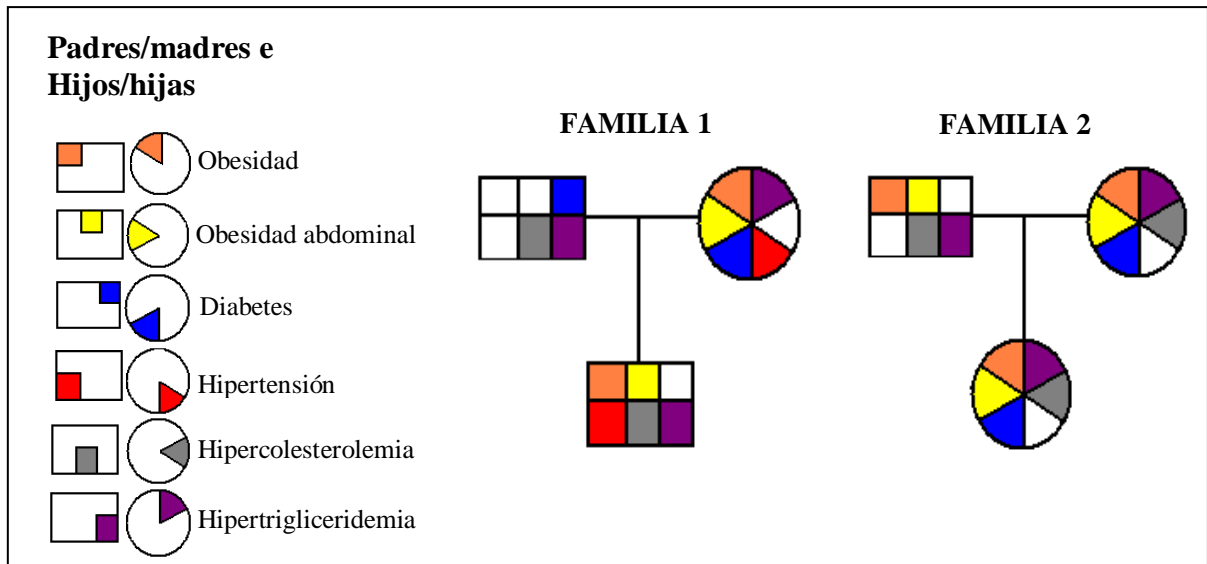 Padres/madres e
Hijos/hijas
FAMILIA 1
FAMILIA 2
Obesidad
Obesidad abdominal
Diabetes
Hipertensión
Hipercolesterolemia
Hipertrigliceridemia